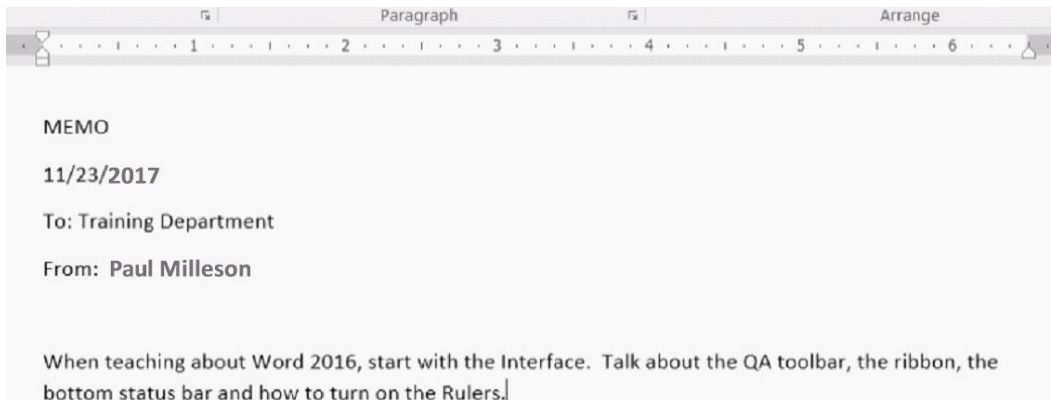 Paragraph Arrange
1 2 3 4 5 6
MEMO
11/23/2017
To: Training Department
From: Paul Milleson
When teaching about Word 2016, start with the Interface. Talk about the QA toolbar, the ribbon, the
bottom status bar and how to turn on the Rulers.